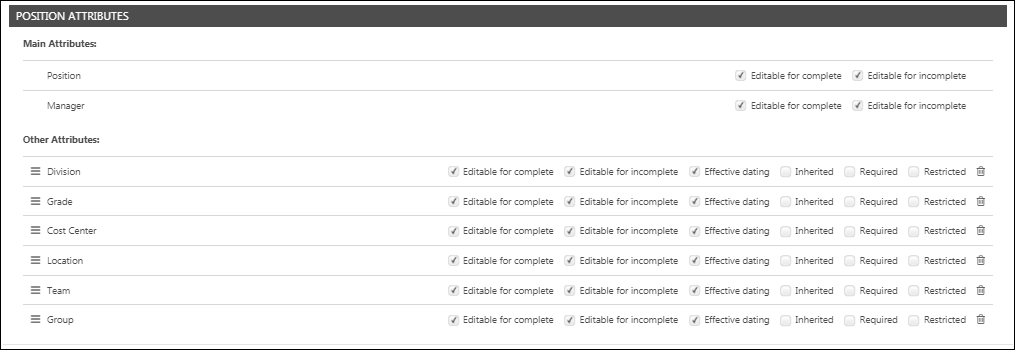 POSITION ATTRIBUTES
Main Attributes:
Position Editable for complete Editable for incomplete
Manager Editable for complete Editable for incomplete
Other Attributes:
Division Editable for complete Editable for incomplete Effective dating Inherited Required Restricted
Grade Editable for complete Editable for incomplete Effective dating Inherited Required Restricted
Cost Center Editable for complete Editable for incomplete Effective dating Inherited Required Restricted
Location Editable for complete Editable for incomplete Effective dating Inherited Required Restricted
Team Editable for complete Editable for incomplete Effective dating Inherited Required Restricted
Group Editable for complete Editable for incomplete Effective dating Inherited Required Restricted